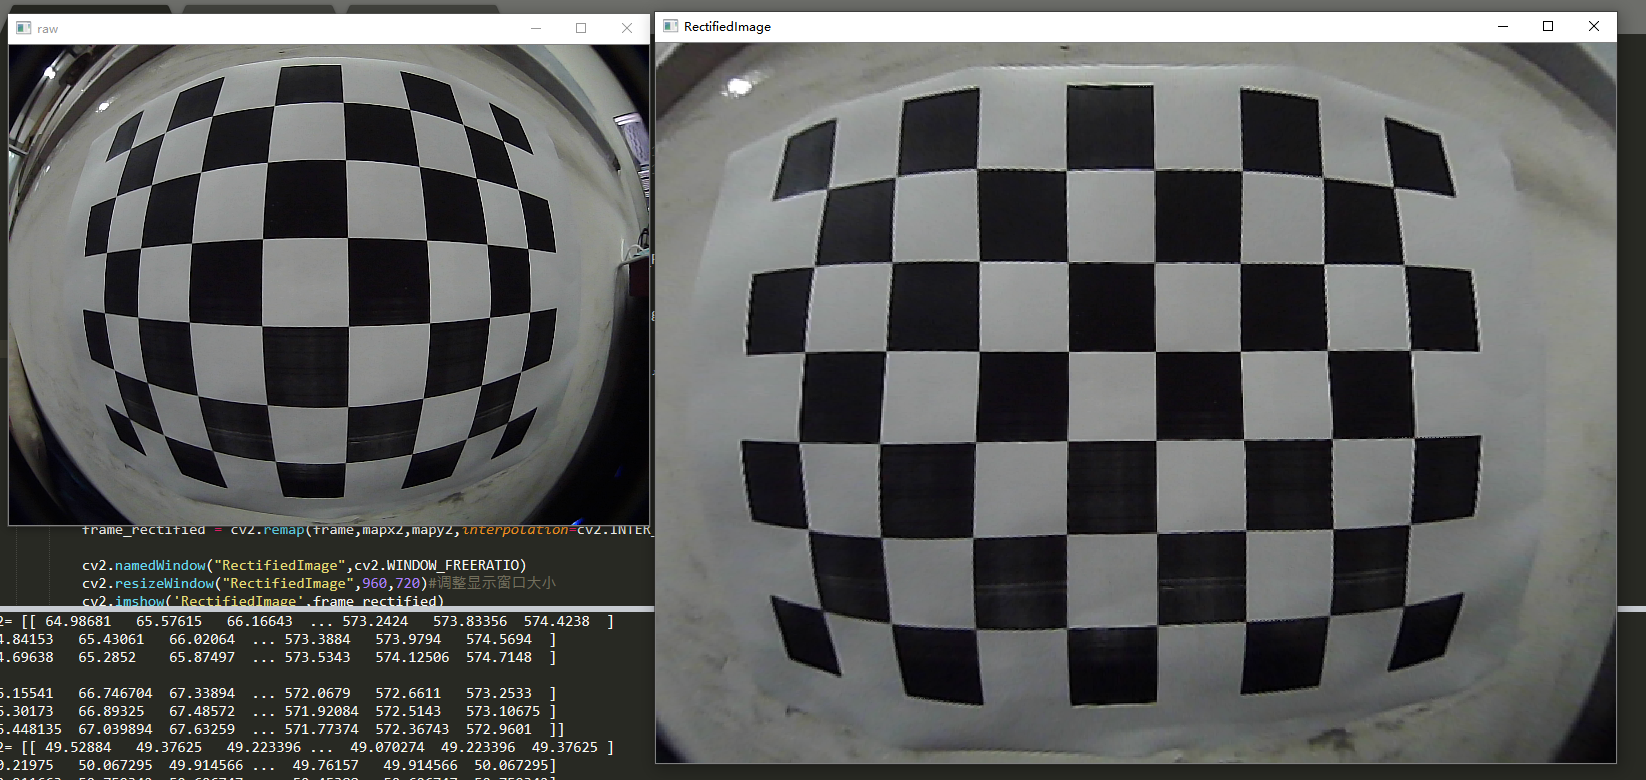 raw
RectifiedImage
frame_rectified = cv2.remap(frame,mapx2,mapy2,interpolation=cv2.INTER_
cv2.namedWindow("RectifiedImage",cv2.WINDOW_FREERATIO)
cv2.resizeWindow("RectifiedImage",960,720)#调整显示窗口大小
cv2.imshow('RectifiedImage',frame_rectified)
2= [[ 64.98681 65.57615 66.16643 ... 573.2424 573.83356 574.4238 ]
4.84153 65.43061 66.02064 ... 573.3884 573.9794 574.5694 ]
4.69638 65.2852 65.87497 ... 573.5343 574.12506 574.7148 ]
6.15541 66.746704 67.33894 ... 572.0679 572.6611 573.2533 ]
6.30173 66.89325 67.48572 ... 571.92084 572.5143 573.10675 ]
6.448135 67.039894 67.63259 ... 571.77374 572.36743 572.9601 ]]
2= [[ 49.52884 49.37625 49.223396 ... 49.070274 49.223396 49.37625 ]
0.21975 50.067295 49.914566 ... 49.76157 49.914566 50.067295]